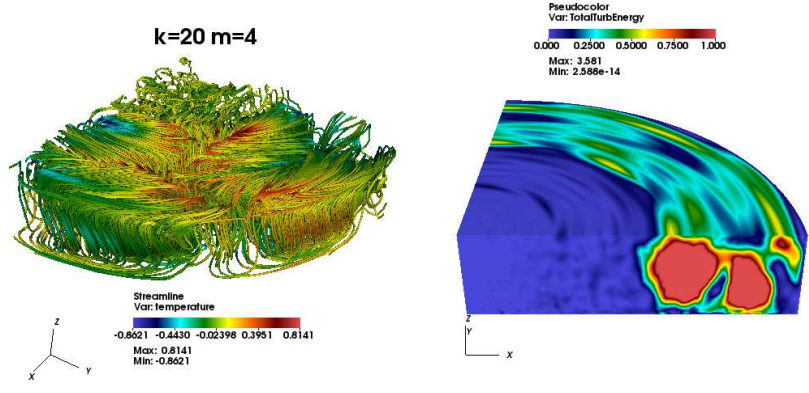 k=20 m=4
Streamline
Var: temperature
-0.8621 -0.4430 -0.02398 0.3951 0.8141
Max: 0.8141
Min: -0.8621
Z
X
Y
Pseudocolor
Var: TotalTurbEnergy
0.000 0.2500 0.5000 0.7500 1.000
Max: 3.581
Min: 2.588e-14
Z
Y
X